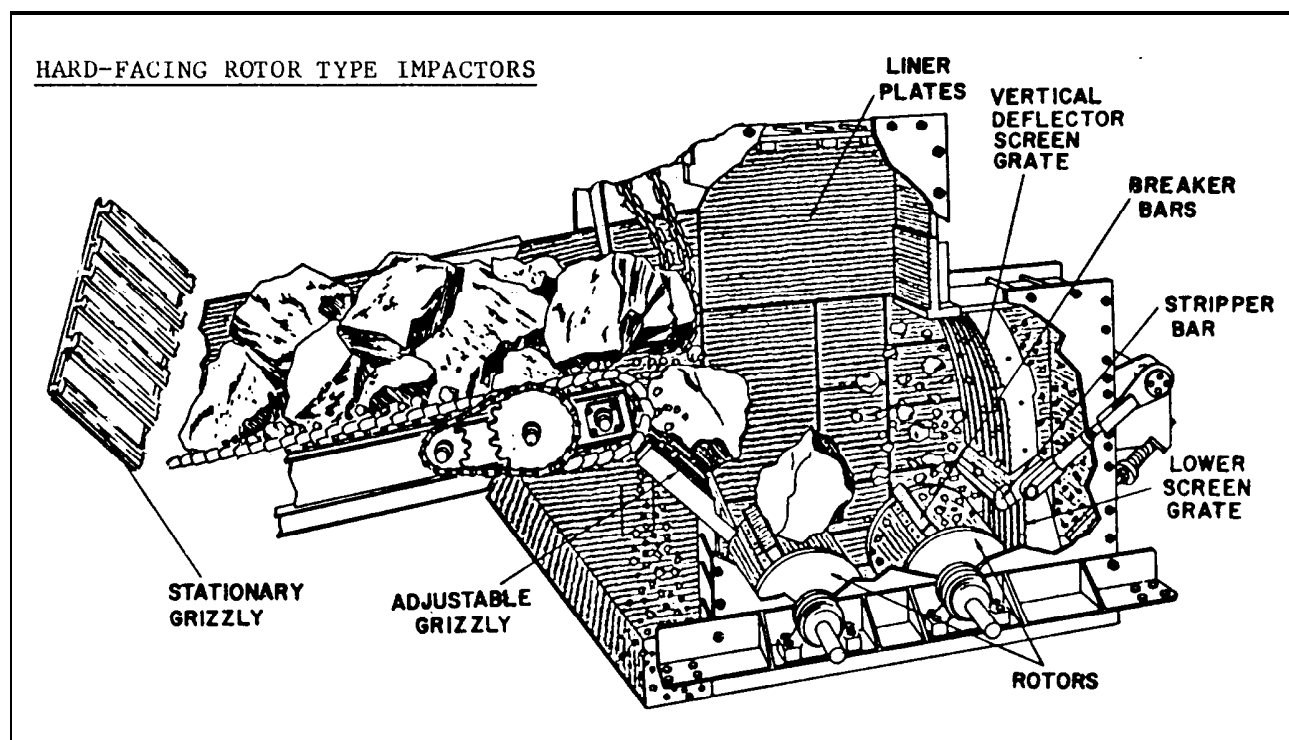 HARD-FACING ROTOR TYPE IMPACTORS
LINER
PLATES
VERTICAL
DEFLECTOR
SCREEN
GRATE
BREAKER
BARS
STRIPPER
BAR
LOWER
SCREEN
GRATE
STATIONARY
GRIZZLY
ADJUSTABLE
GRIZZLY
ROTORS